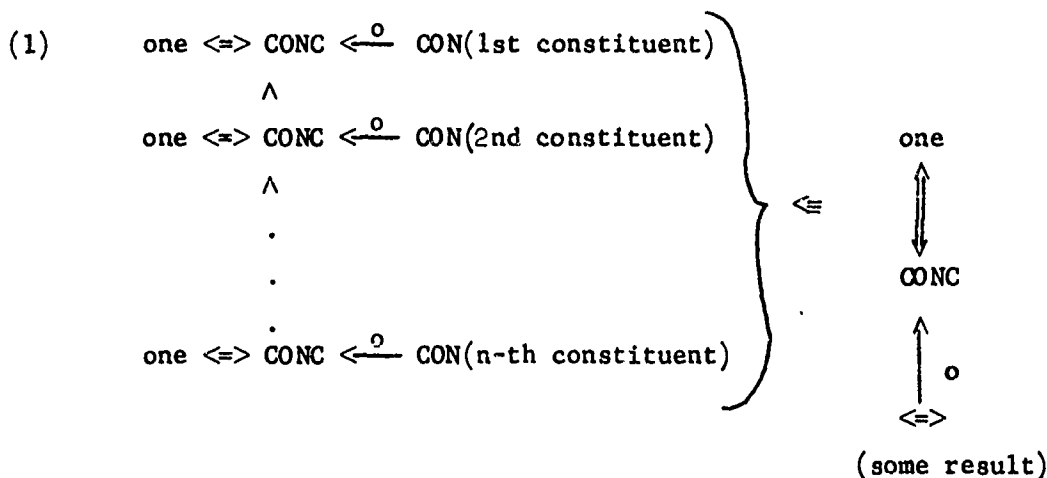 (1) one <=> CONC <-o- CON(1st constituent)
∧
one <=> CONC <-o- CON(2nd constituent)
∧
.
.
.
one <=> CONC <-o- CON(n-th constituent)
<=
one
CONC
o
<=>
(some result)